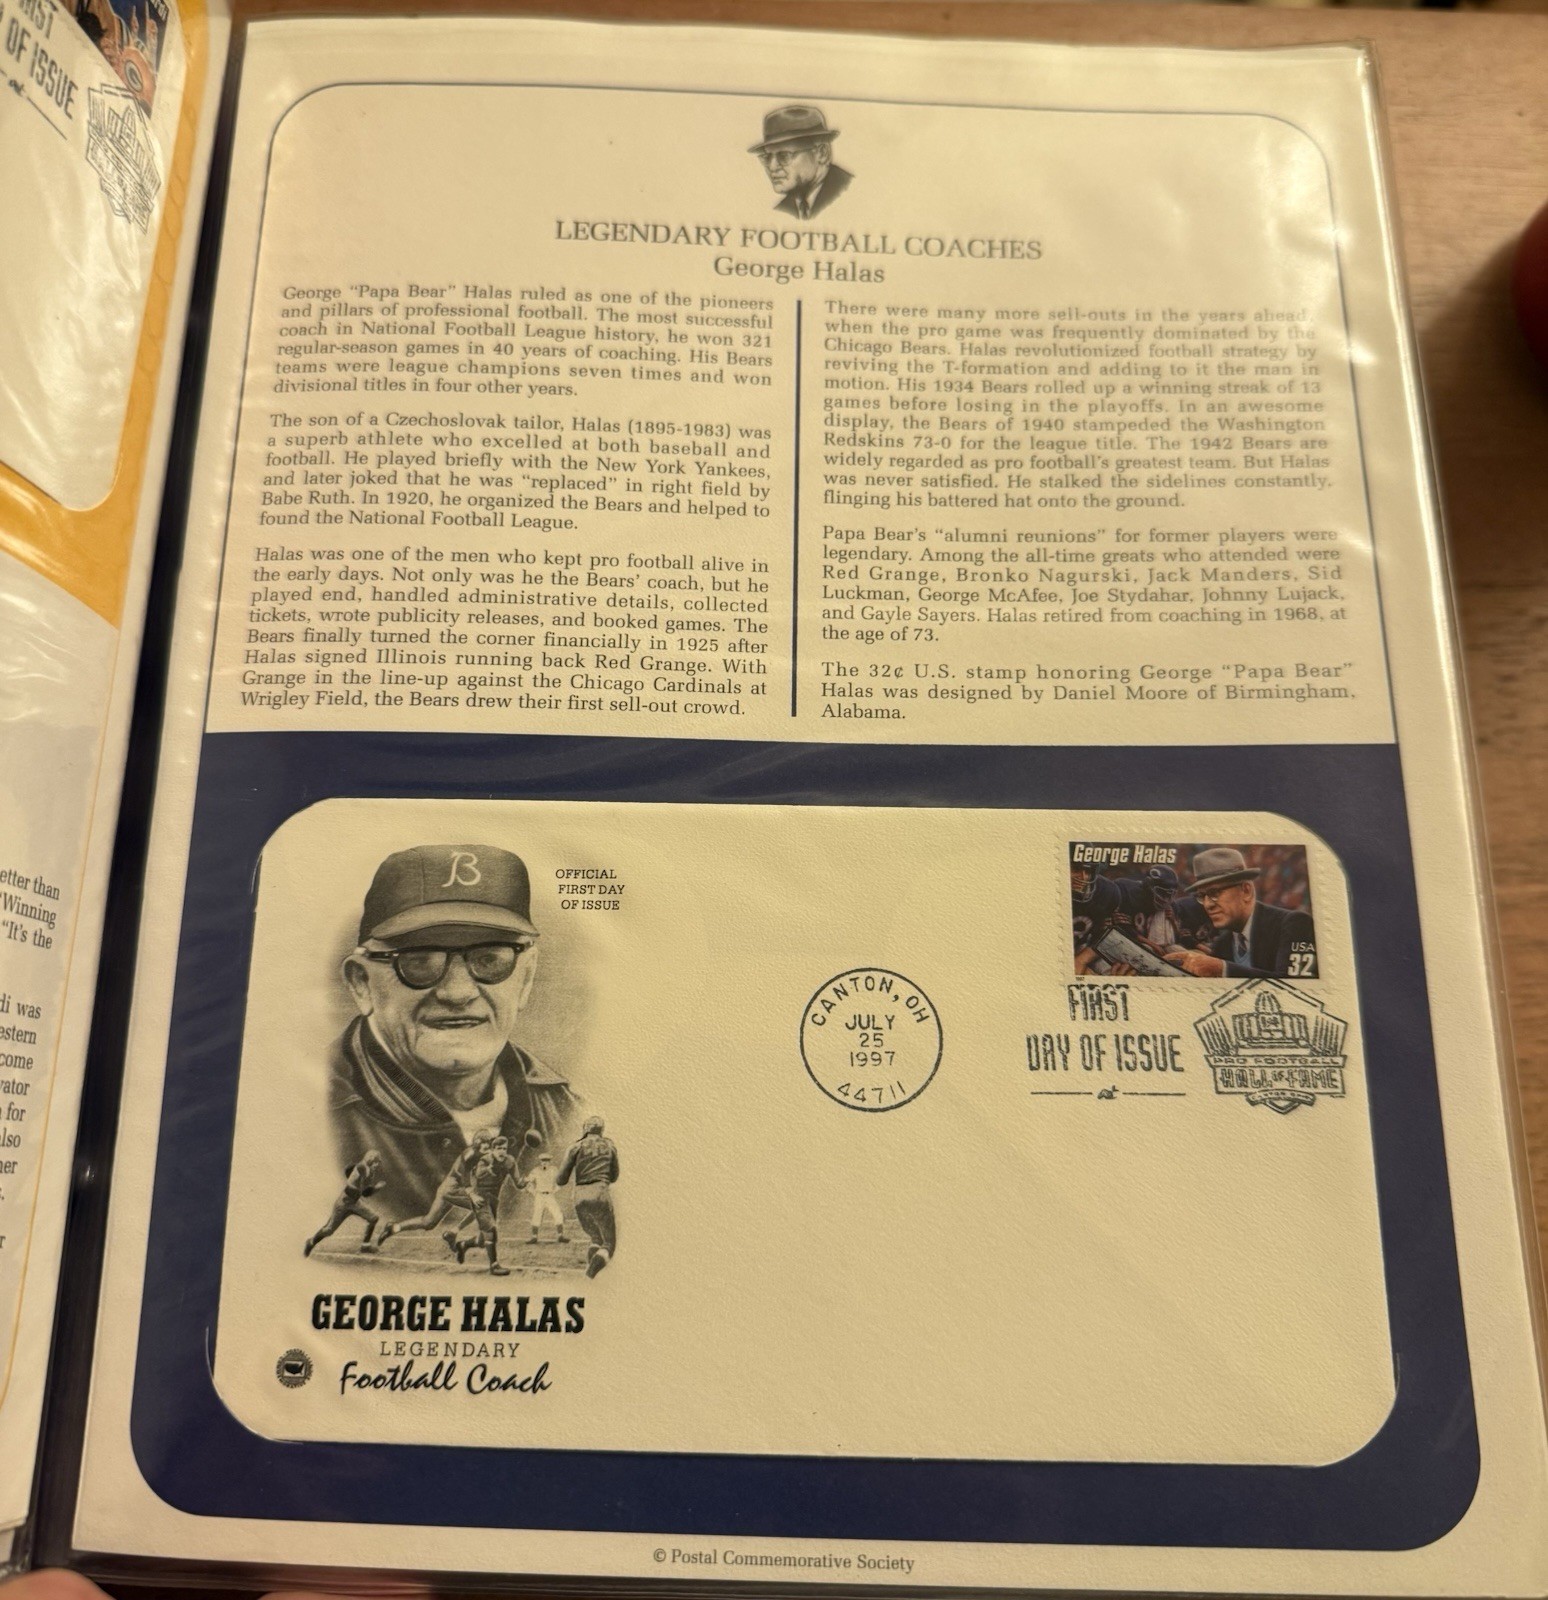 OF ISSUE
at
etter than
"Winning
"It's the
di was
estern
come
vator
for
also
her
LEGENDARY FOOTBALL COACHES
George Halas
George "Papa Bear" Halas ruled as one of the pioneers
and pillars of professional football. The most successful
coach in National Football League history, he won 321
regular-season games in 40 years of coaching. His Bears
teams were league champions seven times and won
divisional titles in four other years.
The son of a Czechoslovak tailor, Halas (1895-1983) was
a superb athlete who excelled at both baseball and
football. He played briefly with the New York Yankees,
and later joked that he was "replaced" in right field by
Babe Ruth. In 1920, he organized the Bears and helped to
found the National Football League.
Halas was one of the men who kept pro football alive in
the early days. Not only was he the Bears' coach, but he
played end, handled administrative details, collected
tickets, wrote publicity releases, and booked games. The
Bears finally turned the corner financially in 1925 after
Halas signed Illinois running back Red Grange. With
Grange in the line-up against the Chicago Cardinals at
Wrigley Field, the Bears drew their first sell-out crowd.
There were many more sell-outs in the years ahead,
when the pro game was frequently dominated by the
Chicago Bears. Halas revolutionized football strategy by
reviving the T-formation and adding to it the man in
motion. His 1934 Bears rolled up a winning streak of 13
games before losing in the playoffs. In an awesome
display, the Bears of 1940 stampeded the Washington
Redskins 73-0 for the league title. The 1942 Bears are
widely regarded as pro football's greatest team. But Halas
was never satisfied. He stalked the sidelines constantly,
flinging his battered hat onto the ground.
Papa Bear's "alumni reunions" for former players were
legendary. Among the all-time greats who attended were
Red Grange, Bronko Nagurski, Jack Manders, Sid
Luckman, George McAfee, Joe Stydahar, Johnny Lujack,
and Gayle Sayers. Halas retired from coaching in 1968, at
the age of 73.
The 32¢ U.S. stamp honoring George "Papa Bear"
Halas was designed by Daniel Moore of Birmingham,
Alabama.
B
OFFICIAL
FIRST DAY
OF ISSUE
George Halas
USA
32
CANTON, OH
JULY
25
1997
44711
FIRST
DAY OF ISSUE
at
PRO FOOTBALL
HALL OF FAME
GEORGE HALAS
LEGENDARY
Football Coach
© Postal Commemorative Society